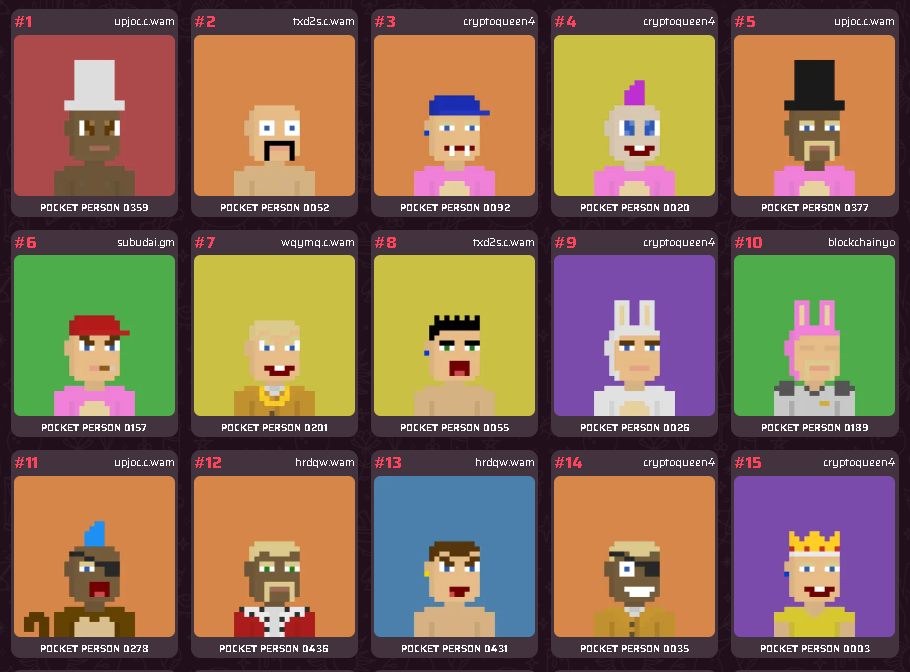 #1 upjoc.c.wam
POCKET PERSON 0359
#2 txd2s.c.wam
POCKET PERSON 0052
#3 cryptoqueen4
POCKET PERSON 0092
#4 cryptoqueen4
POCKET PERSON 0020
#5 upjoc.c.wam
POCKET PERSON 0377
#6 subudai.gm
POCKET PERSON 0157
#7 wqymq.c.wam
POCKET PERSON 0201
#8 txd2s.c.wam
POCKET PERSON 0055
#9 cryptoqueen4
POCKET PERSON 0026
#10 blockchainyo
POCKET PERSON 0189
#11 upjoc.c.wam
POCKET PERSON 0278
#12 hrdqw.wam
POCKET PERSON 0436
#13 hrdqw.wam
POCKET PERSON 0431
#14 cryptoqueen4
POCKET PERSON 0035
#15 cryptoqueen4
POCKET PERSON 0003